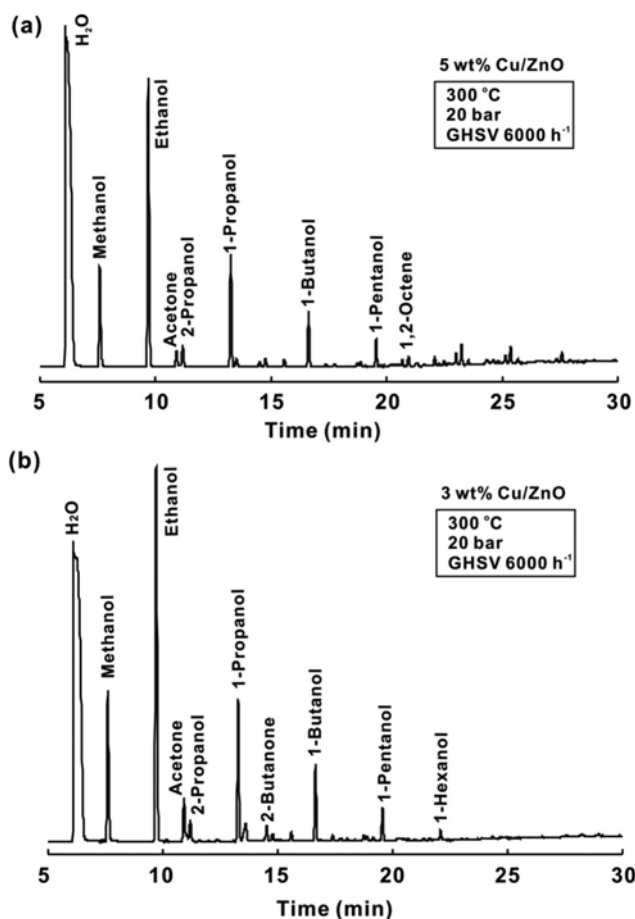 (a)
H₂O
Methanol
Ethanol
Acetone
2-Propanol
1-Propanol
1-Butanol
1-Pentanol
1,2-Octene
5 wt% Cu/ZnO
300 °C
20 bar
GHSV 6000 h⁻¹
5 10 15 20 25 30
Time (min)
(b)
H₂O
Methanol
Ethanol
Acetone
2-Propanol
1-Propanol
2-Butanone
1-Butanol
1-Pentanol
1-Hexanol
3 wt% Cu/ZnO
300 °C
20 bar
GHSV 6000 h⁻¹
5 10 15 20 25 30
Time (min)